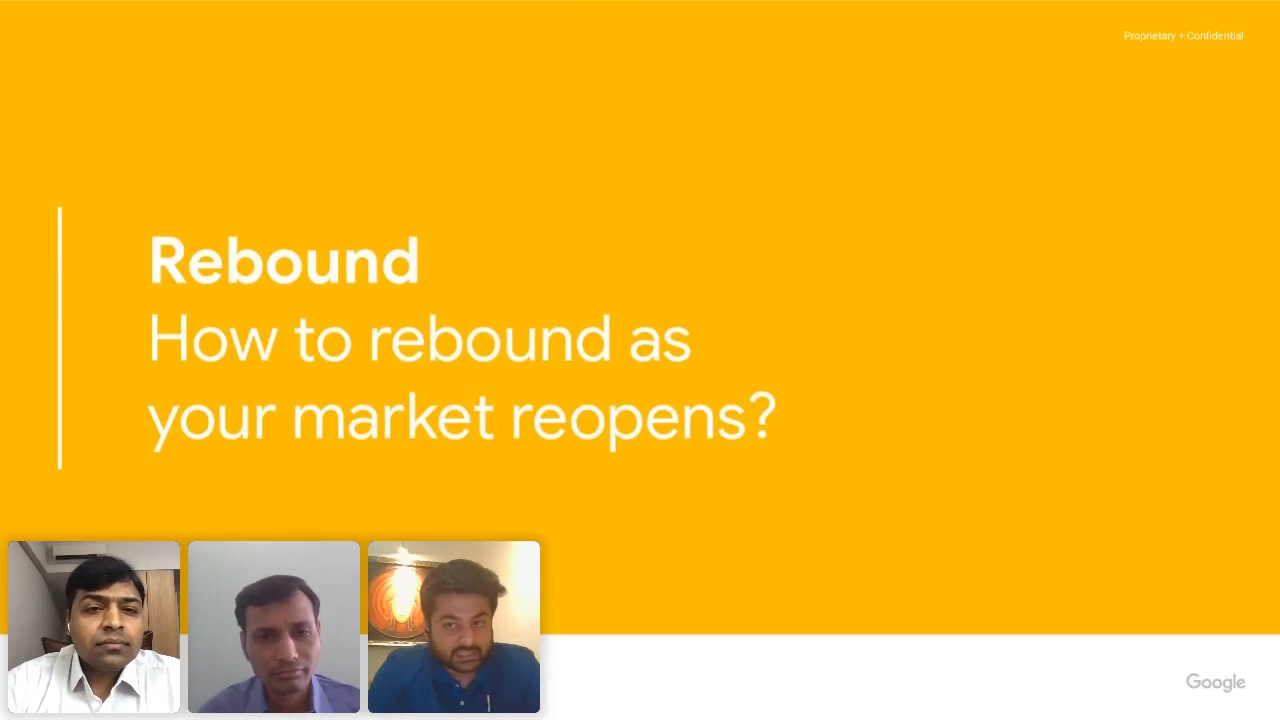 Proprietary + Confidential
Rebound
How to rebound as
your market reopens?
Google